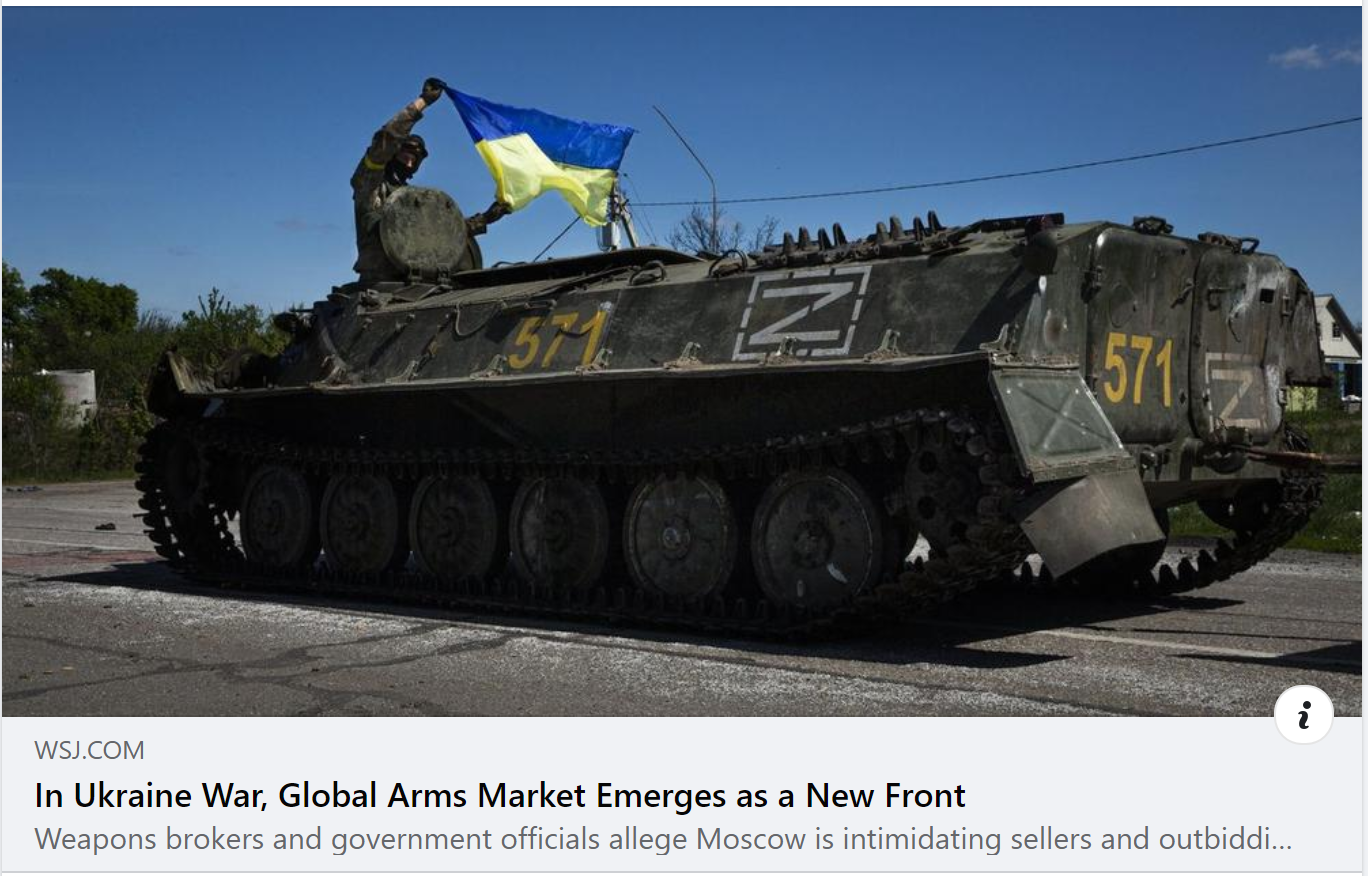 571
Z
571
Z
WSJ.COM
In Ukraine War, Global Arms Market Emerges as a New Front
Weapons brokers and government officials allege Moscow is intimidating sellers and outbiddi...